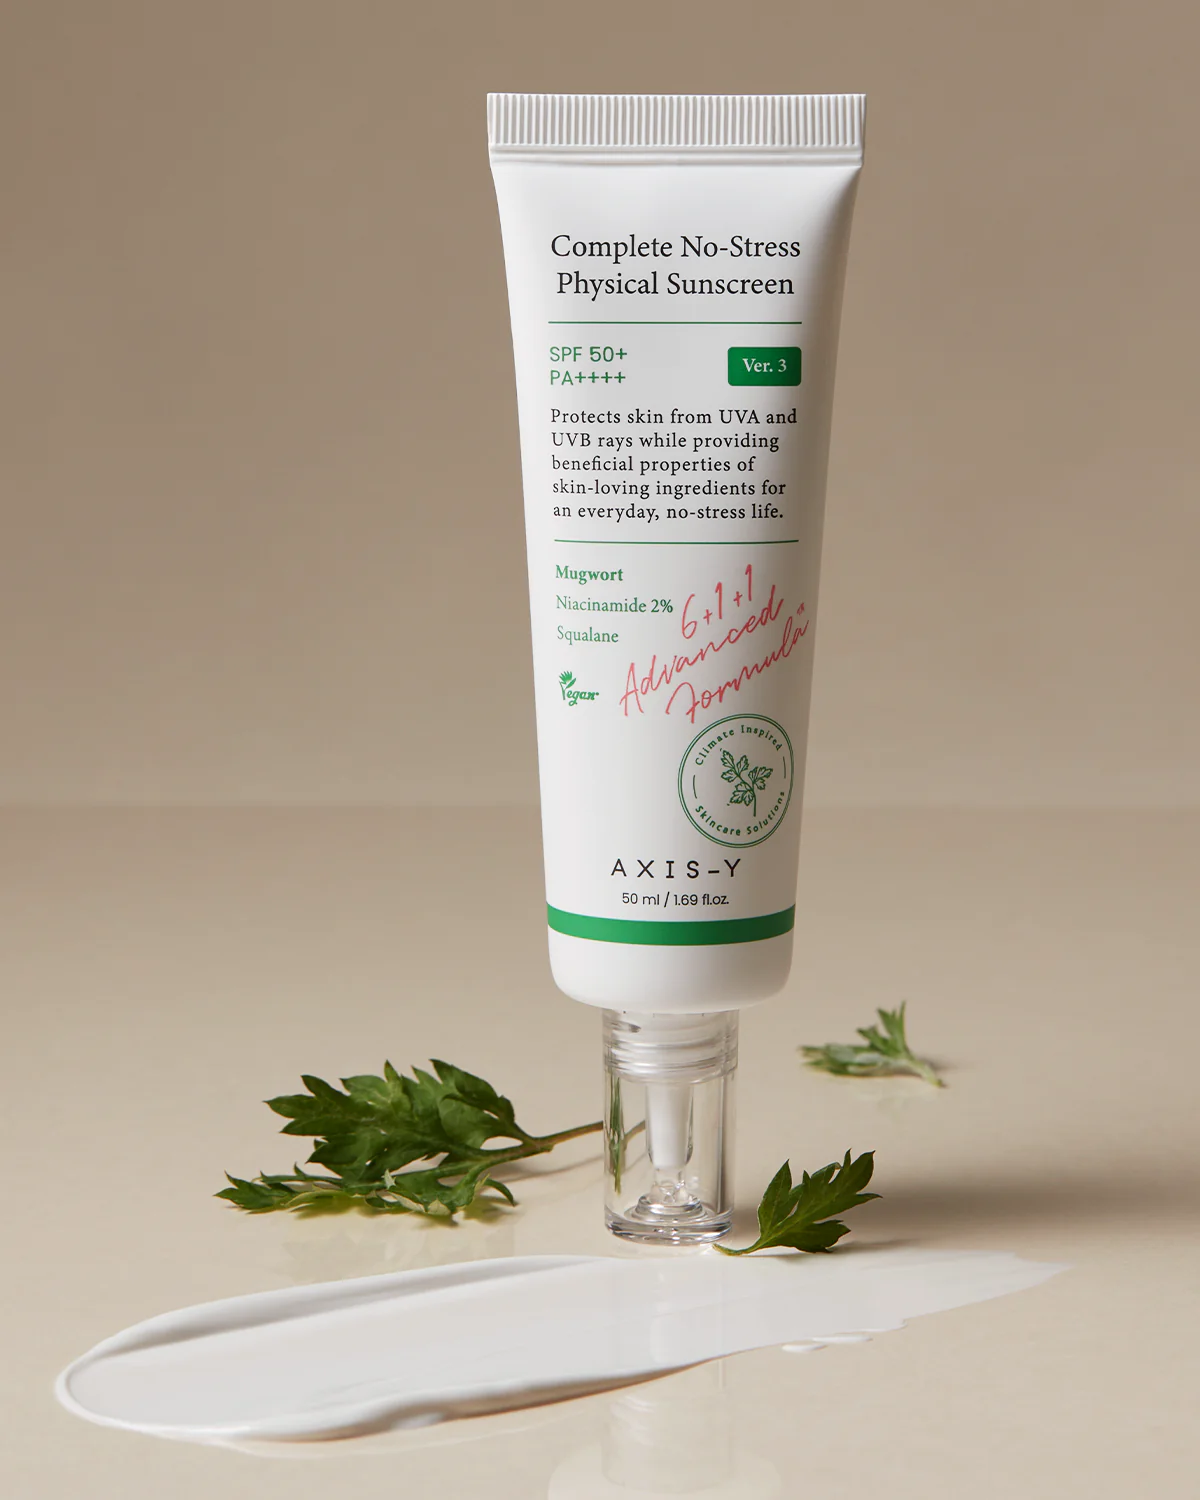 Complete No-Stress
Physical Sunscreen
SPF 50+
PA++++
Ver. 3
Protects skin from UVA and
UVB rays while providing
beneficial properties of
skin-loving ingredients for
an everyday, no-stress life.
Mugwort
Niacinamide 2%
Squalane
6+1+1
Advanced
Formula
Vegan
Climate Inspired
Skincare Solutions
AXIS-Y
50 ml / 1.69 fl.oz.